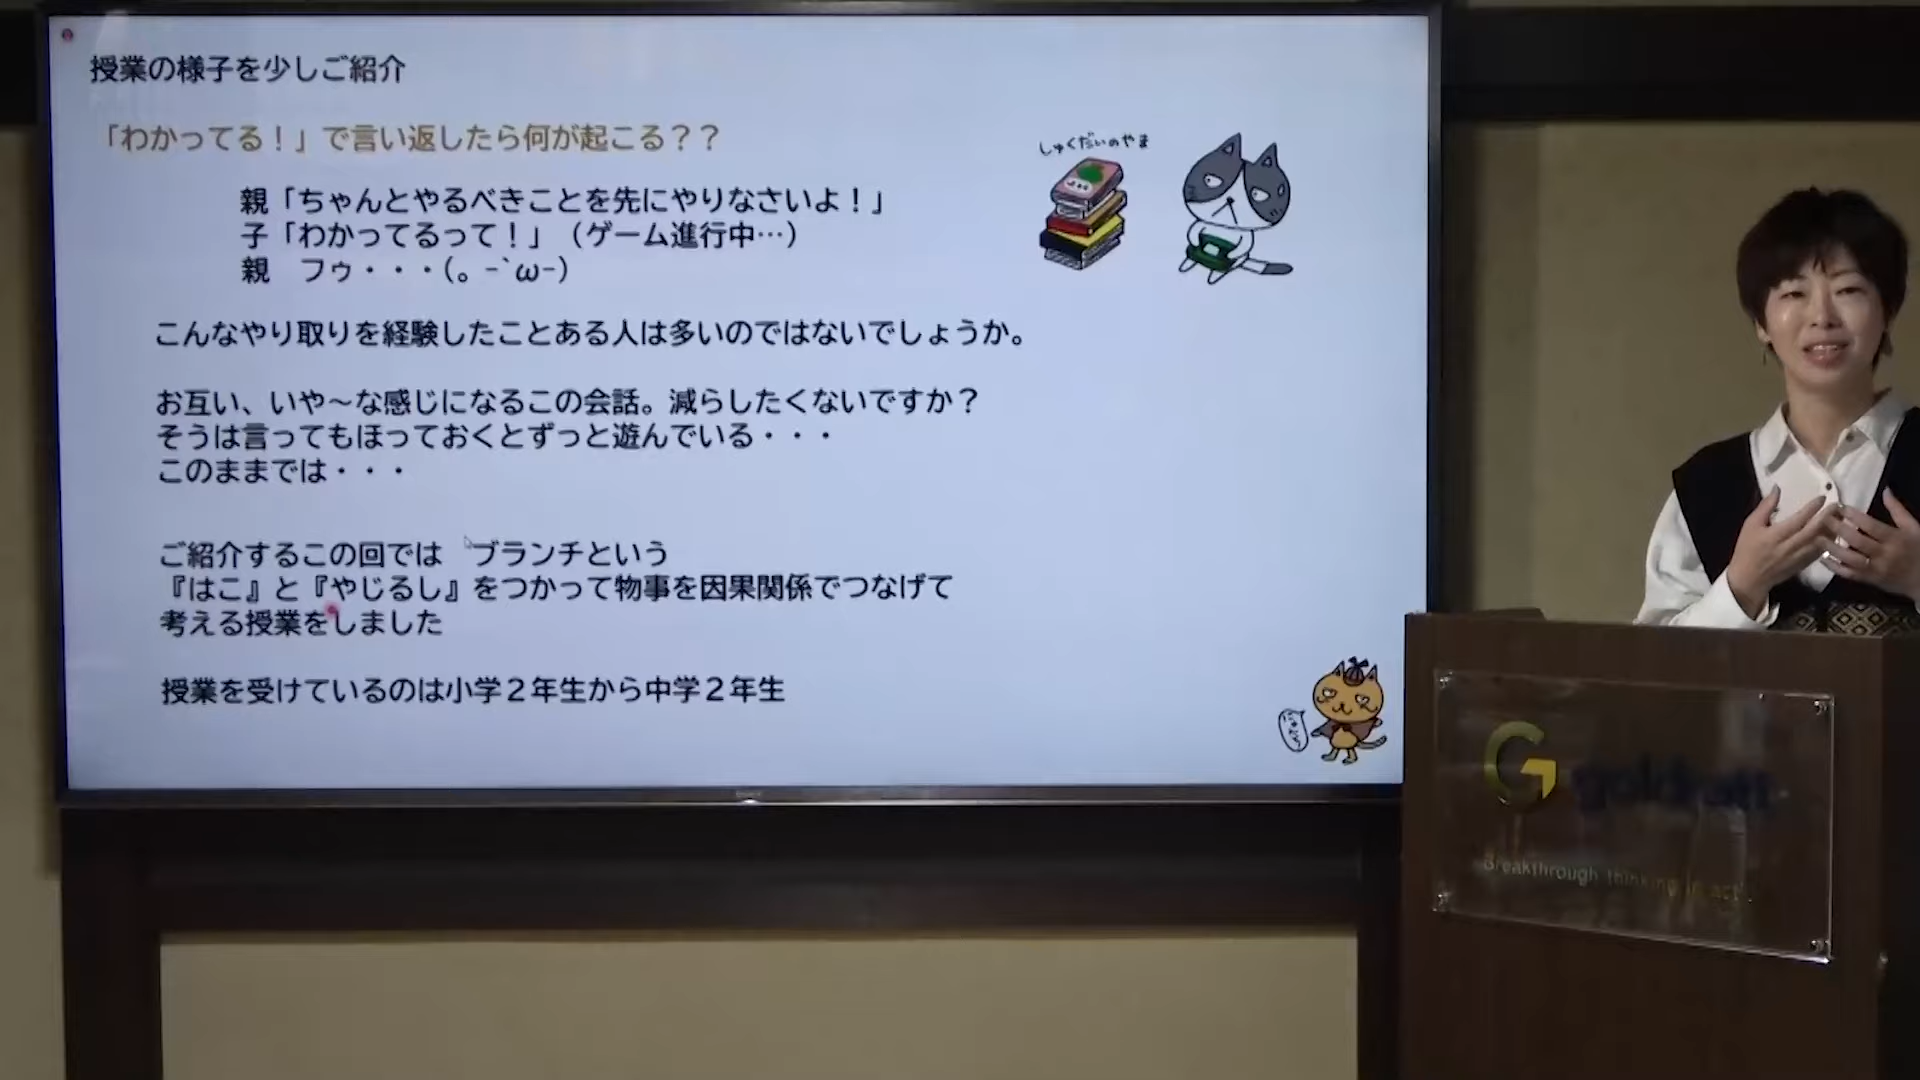 授業の様子を少しご紹介
「わかってる！」で言い返したら何が起こる？？
親「ちゃんとやるべきことを先にやりなさいよ！」
子「わかってるって！」（ゲーム進行中…）
親　フゥ・・・(。-`ω-)
しゅくだいのやま
こんなやり取りを経験したことある人は多いのではないでしょうか。
お互い、いや～な感じになるこの会話。減らしたくないですか？
そうは言ってもほっておくとずっと遊んでいる・・・
このままでは・・・
ご紹介するこの回では　ブランチという
『はこ』と『やじるし』をつかって物事を因果関係でつなげて
考える授業をしました
授業を受けているのは小学２年生から中学２年生
goldratt
Breakthrough thinking in act